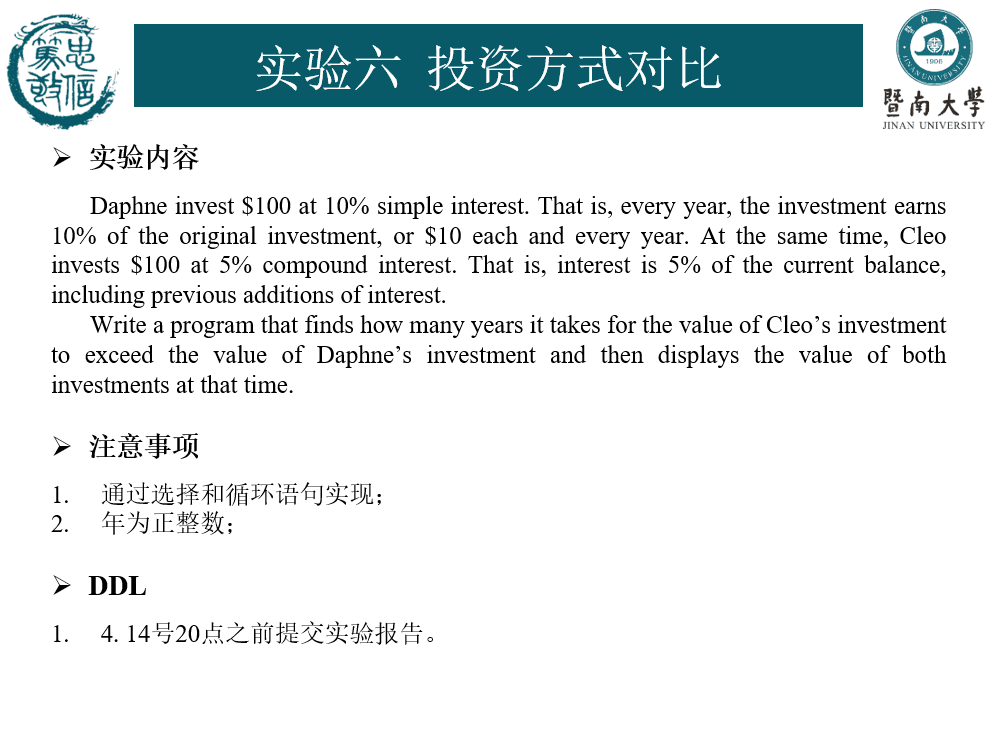 忠信
笃敬
实验六 投资方式对比
暨南大学
JINAN UNIVERSITY
1906
暨南大學
JINAN UNIVERSITY
➢ 实验内容
Daphne invest $100 at 10% simple interest. That is, every year, the investment earns
10% of the original investment, or $10 each and every year. At the same time, Cleo
invests $100 at 5% compound interest. That is, interest is 5% of the current balance,
including previous additions of interest.
Write a program that finds how many years it takes for the value of Cleo’s investment
to exceed the value of Daphne’s investment and then displays the value of both
investments at that time.
➢ 注意事项
1. 通过选择和循环语句实现；
2. 年为正整数；
➢ DDL
1. 4. 14号20点之前提交实验报告。